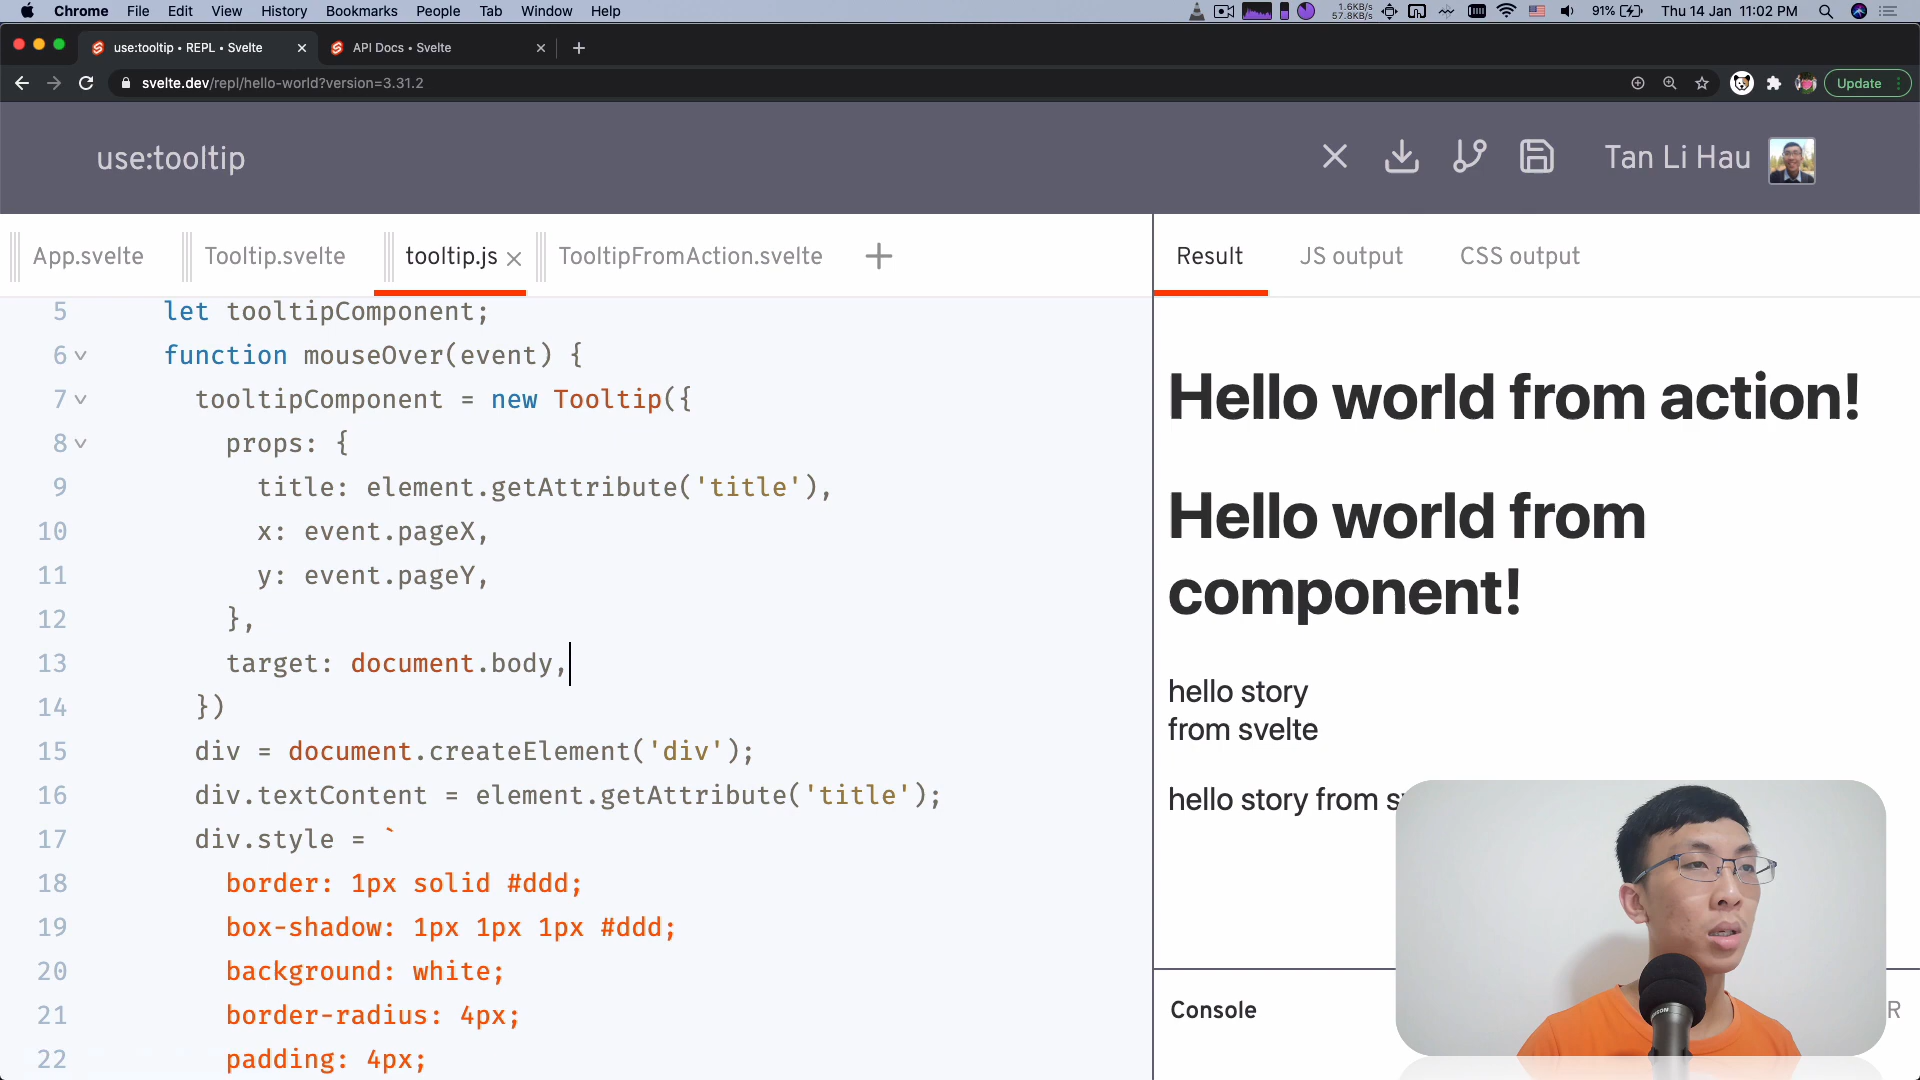 Chrome File Edit View History Bookmarks People Tab Window Help
1.6KB/s
57.8KB/s
91%
Thu 14 Jan 11:02 PM
use:tooltip • REPL • Svelte
API Docs • Svelte
svelte.dev/repl/hello-world?version=3.31.2
Update
use:tooltip
Tan Li Hau
App.svelte
Tooltip.svelte
tooltip.js
TooltipFromAction.svelte
Result
JS output
CSS output
5 let tooltipComponent;
6 function mouseOver(event) {
7 tooltipComponent = new Tooltip({
8 props: {
9 title: element.getAttribute('title'),
10 x: event.pageX,
11 y: event.pageY,
12 },
13 target: document.body,
14 })
15 div = document.createElement('div');
16 div.textContent = element.getAttribute('title');
17 div.style = `
18 border: 1px solid #ddd;
19 box-shadow: 1px 1px 1px #ddd;
20 background: white;
21 border-radius: 4px;
22 padding: 4px;
Hello world from action!
Hello world from
component!
hello story
from svelte
hello story from s
Console
R